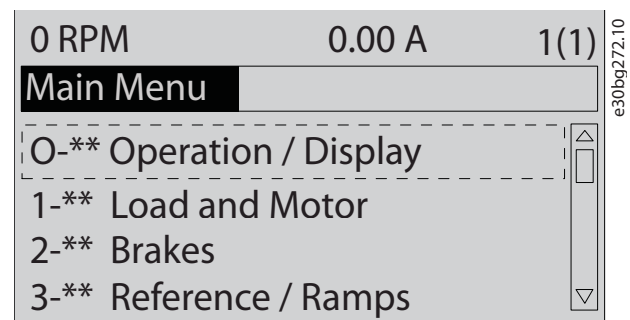 0 RPM 0.00 A 1(1)
Main Menu
O-** Operation / Display
1-** Load and Motor
2-** Brakes
3-** Reference / Ramps
e30bg272.10